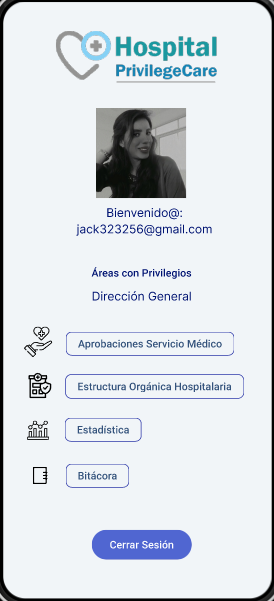 Hospital
PrivilegeCare
Bienvenido@:
jack323256@gmail.com
Áreas con Privilegios
Dirección General
Aprobaciones Servicio Médico
Estructura Orgánica Hospitalaria
Estadística
Bitácora
Cerrar Sesión